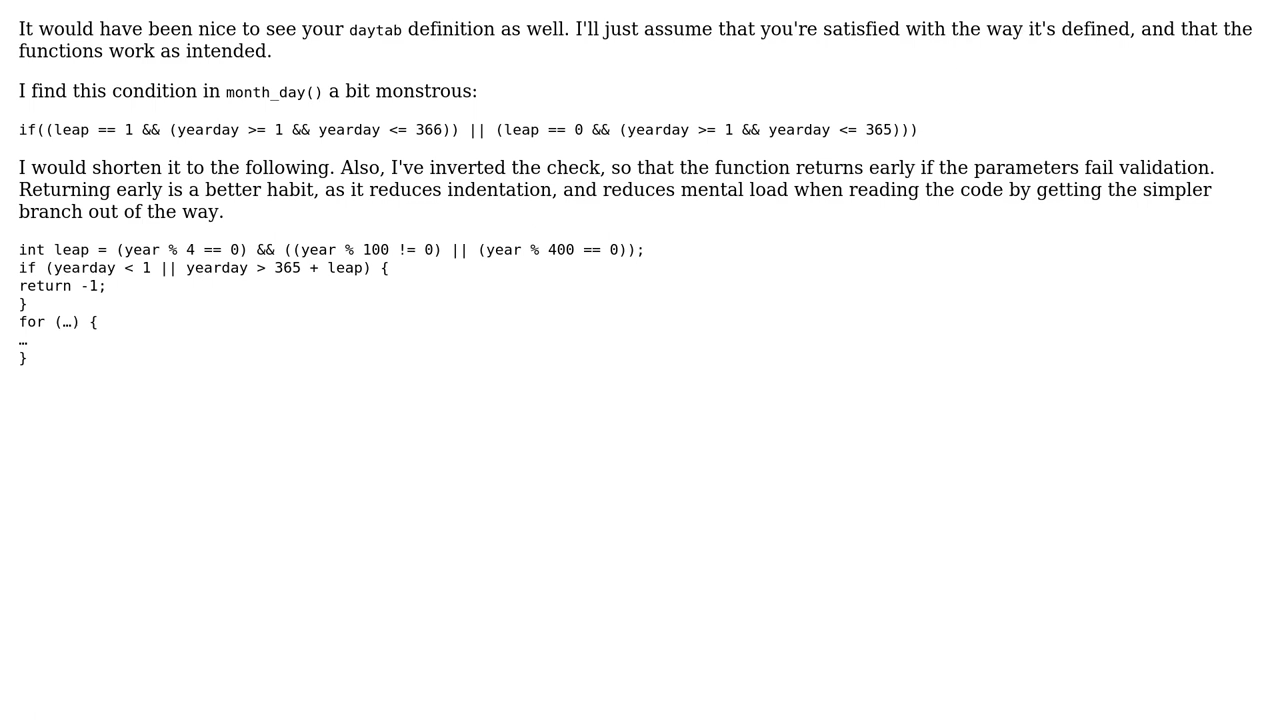 It would have been nice to see your daytab definition as well. I'll just assume that you're satisfied with the way it's defined, and that the
functions work as intended.
I find this condition in month_day() a bit monstrous:
if((leap == 1 && (yearday >= 1 && yearday <= 366)) || (leap == 0 && (yearday >= 1 && yearday <= 365)))
I would shorten it to the following. Also, I've inverted the check, so that the function returns early if the parameters fail validation.
Returning early is a better habit, as it reduces indentation, and reduces mental load when reading the code by getting the simpler
branch out of the way.
int leap = (year % 4 == 0) && ((year % 100 != 0) || (year % 400 == 0));
if (yearday < 1 || yearday > 365 + leap) {
return -1;
}
for (…) {
…
}